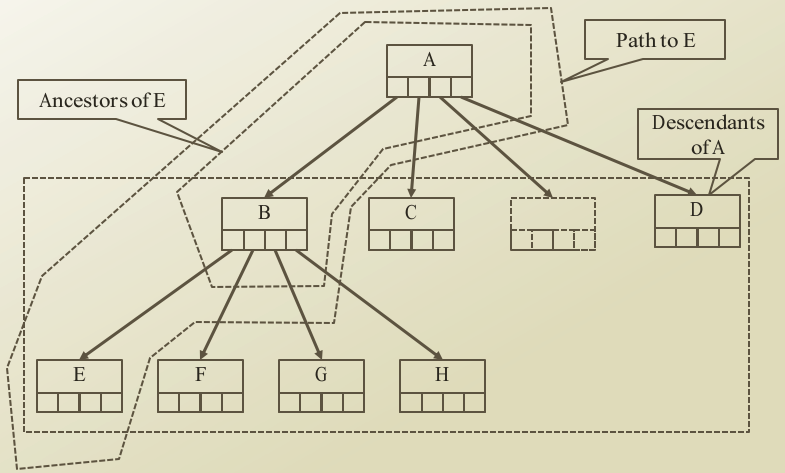 A
Path to E
Ancestors of E
Descendants
of A
B
C
D
E
F
G
H